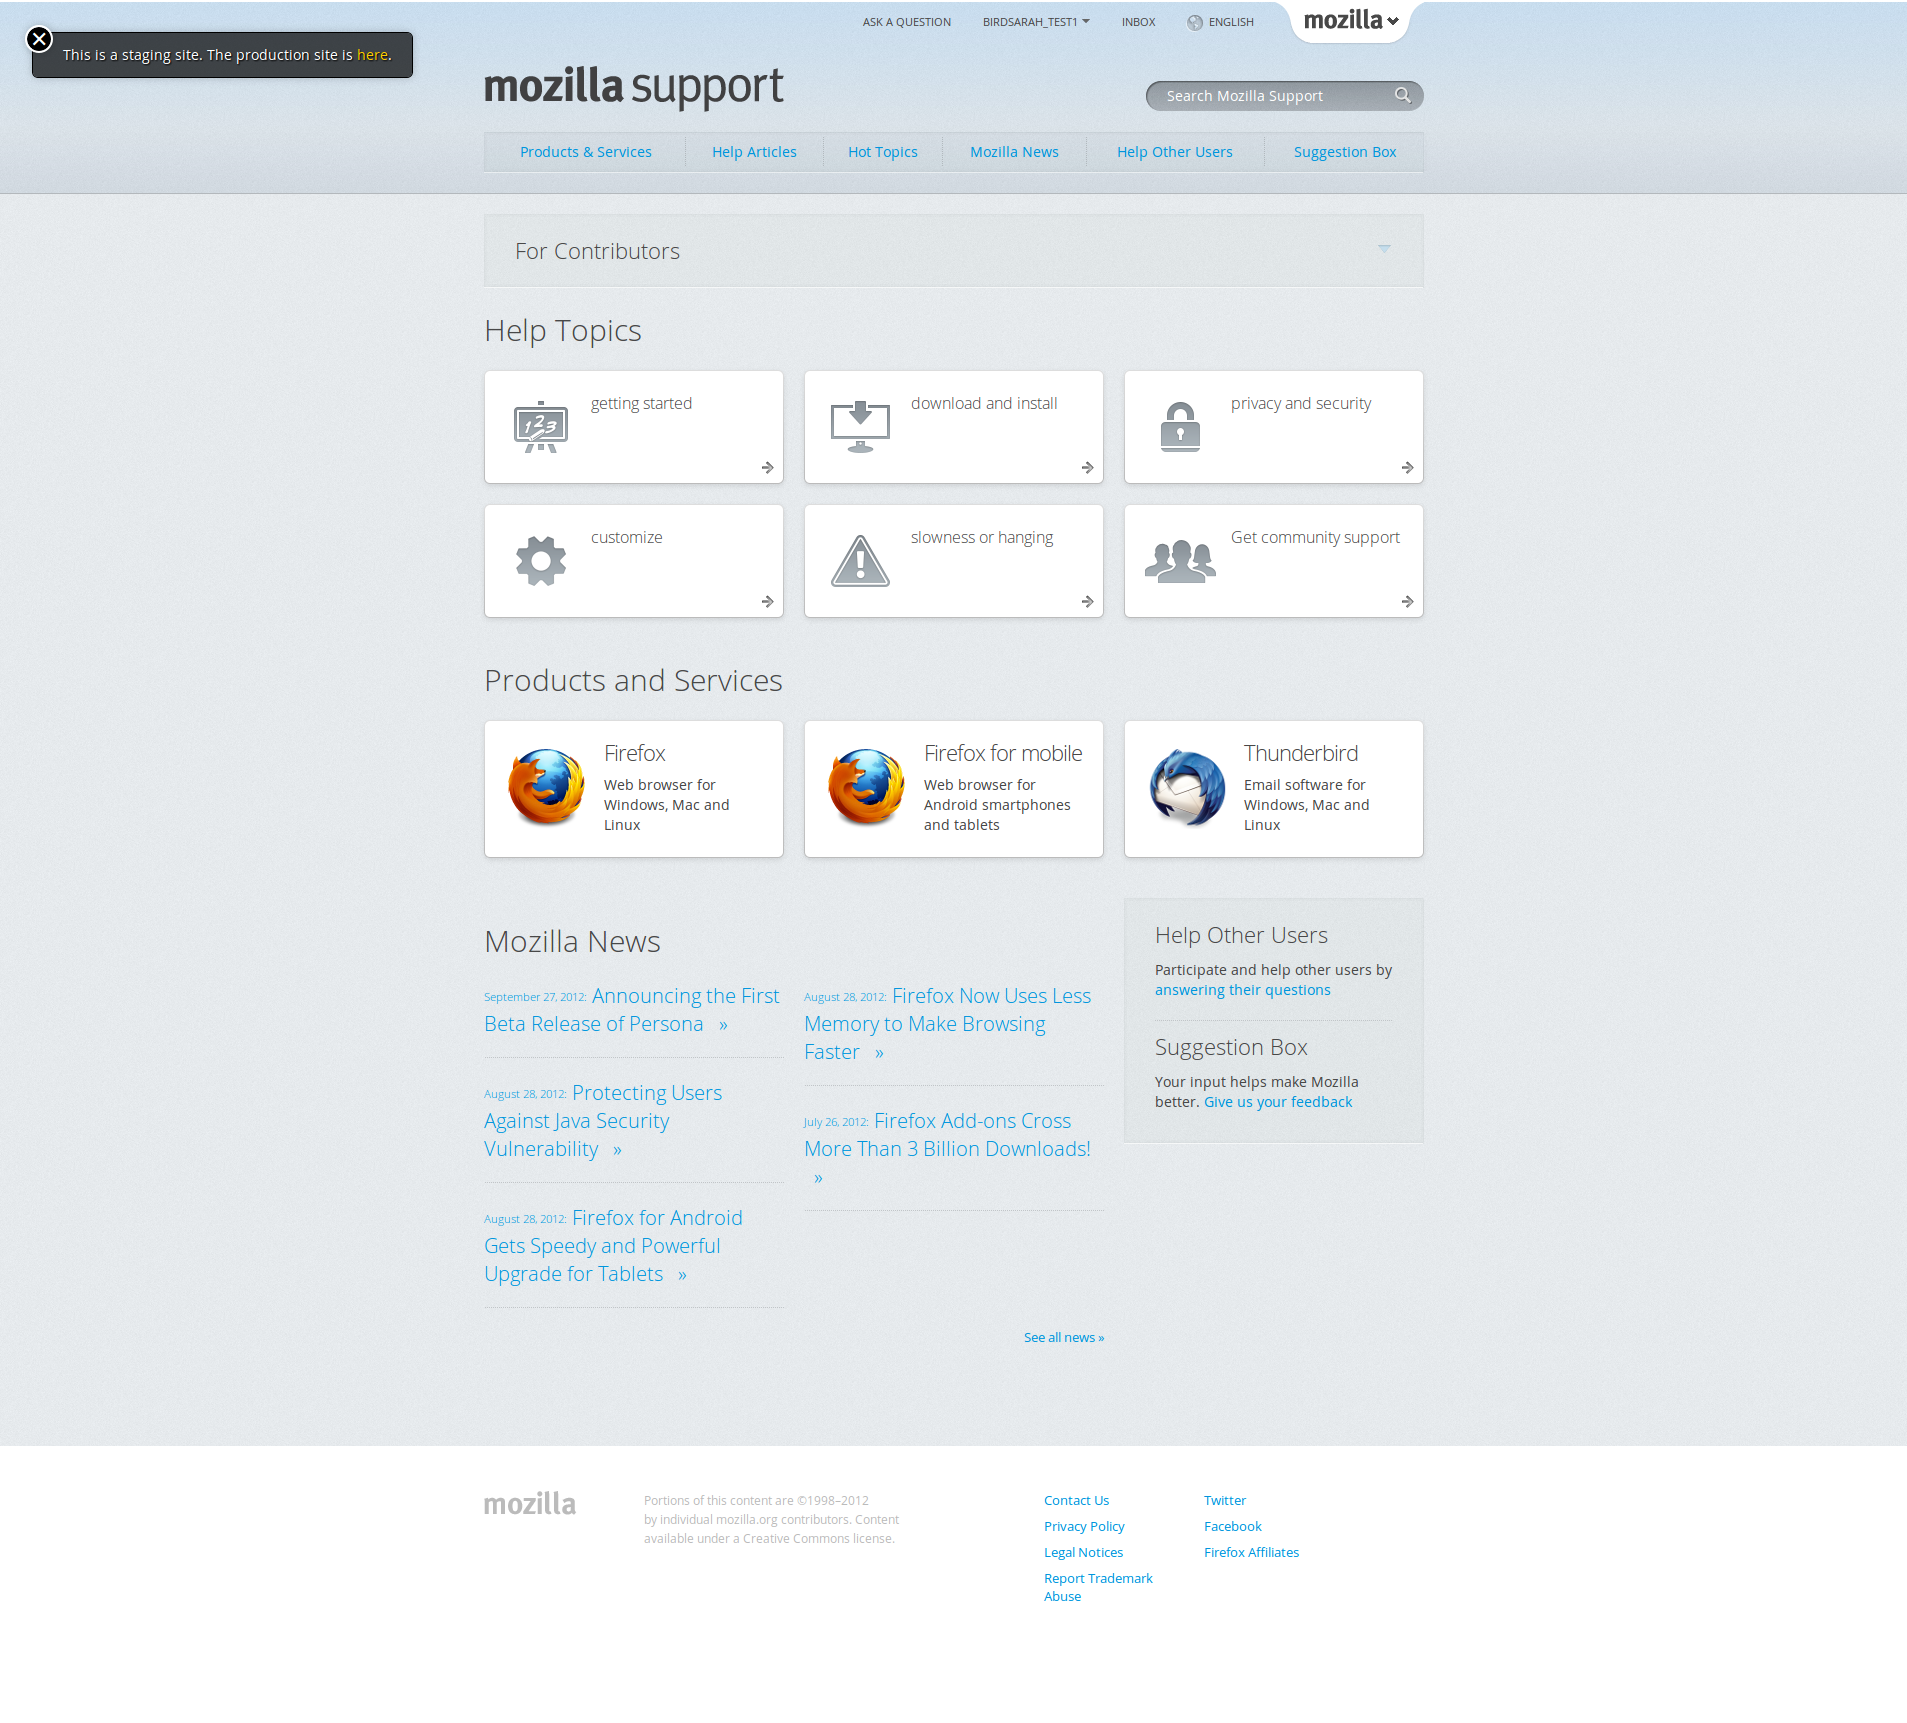 ASK A QUESTION BIRDSARAH_TEST1 INBOX ENGLISH mozilla
This is a staging site. The production site is here.
mozilla support
Search Mozilla Support
Products & Services Help Articles Hot Topics Mozilla News Help Other Users Suggestion Box
For Contributors
Help Topics
getting started
download and install
privacy and security
123
customize
slowness or hanging
Get community support
Products and Services
Firefox
Web browser for
Windows, Mac and
Linux
Firefox for mobile
Web browser for
Android smartphones
and tablets
Thunderbird
Email software for
Windows, Mac and
Linux
Mozilla News
September 27, 2012: Announcing the First
Beta Release of Persona »
August 28, 2012: Protecting Users
Against Java Security
Vulnerability »
August 28, 2012: Firefox for Android
Gets Speedy and Powerful
Upgrade for Tablets »
August 28, 2012: Firefox Now Uses Less
Memory to Make Browsing
Faster »
July 26, 2012: Firefox Add-ons Cross
More Than 3 Billion Downloads!
»
See all news »
Help Other Users
Participate and help other users by
answering their questions
Suggestion Box
Your input helps make Mozilla
better. Give us your feedback
mozilla
Portions of this content are ©1998–2012
by individual mozilla.org contributors. Content
available under a Creative Commons license.
Contact Us
Privacy Policy
Legal Notices
Report Trademark
Abuse
Twitter
Facebook
Firefox Affiliates